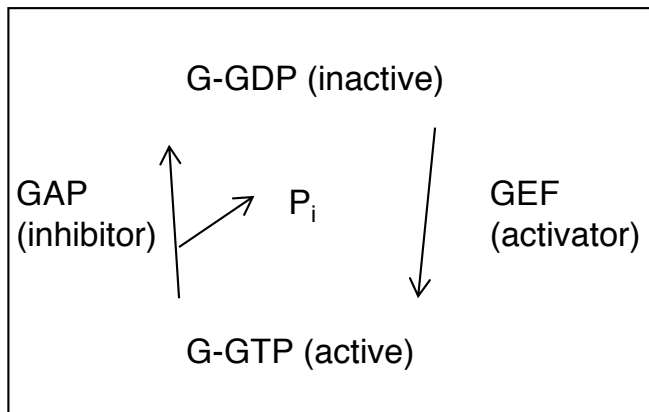 G-GDP (inactive)
GAP
(inhibitor)
Pi
GEF
(activator)
G-GTP (active)